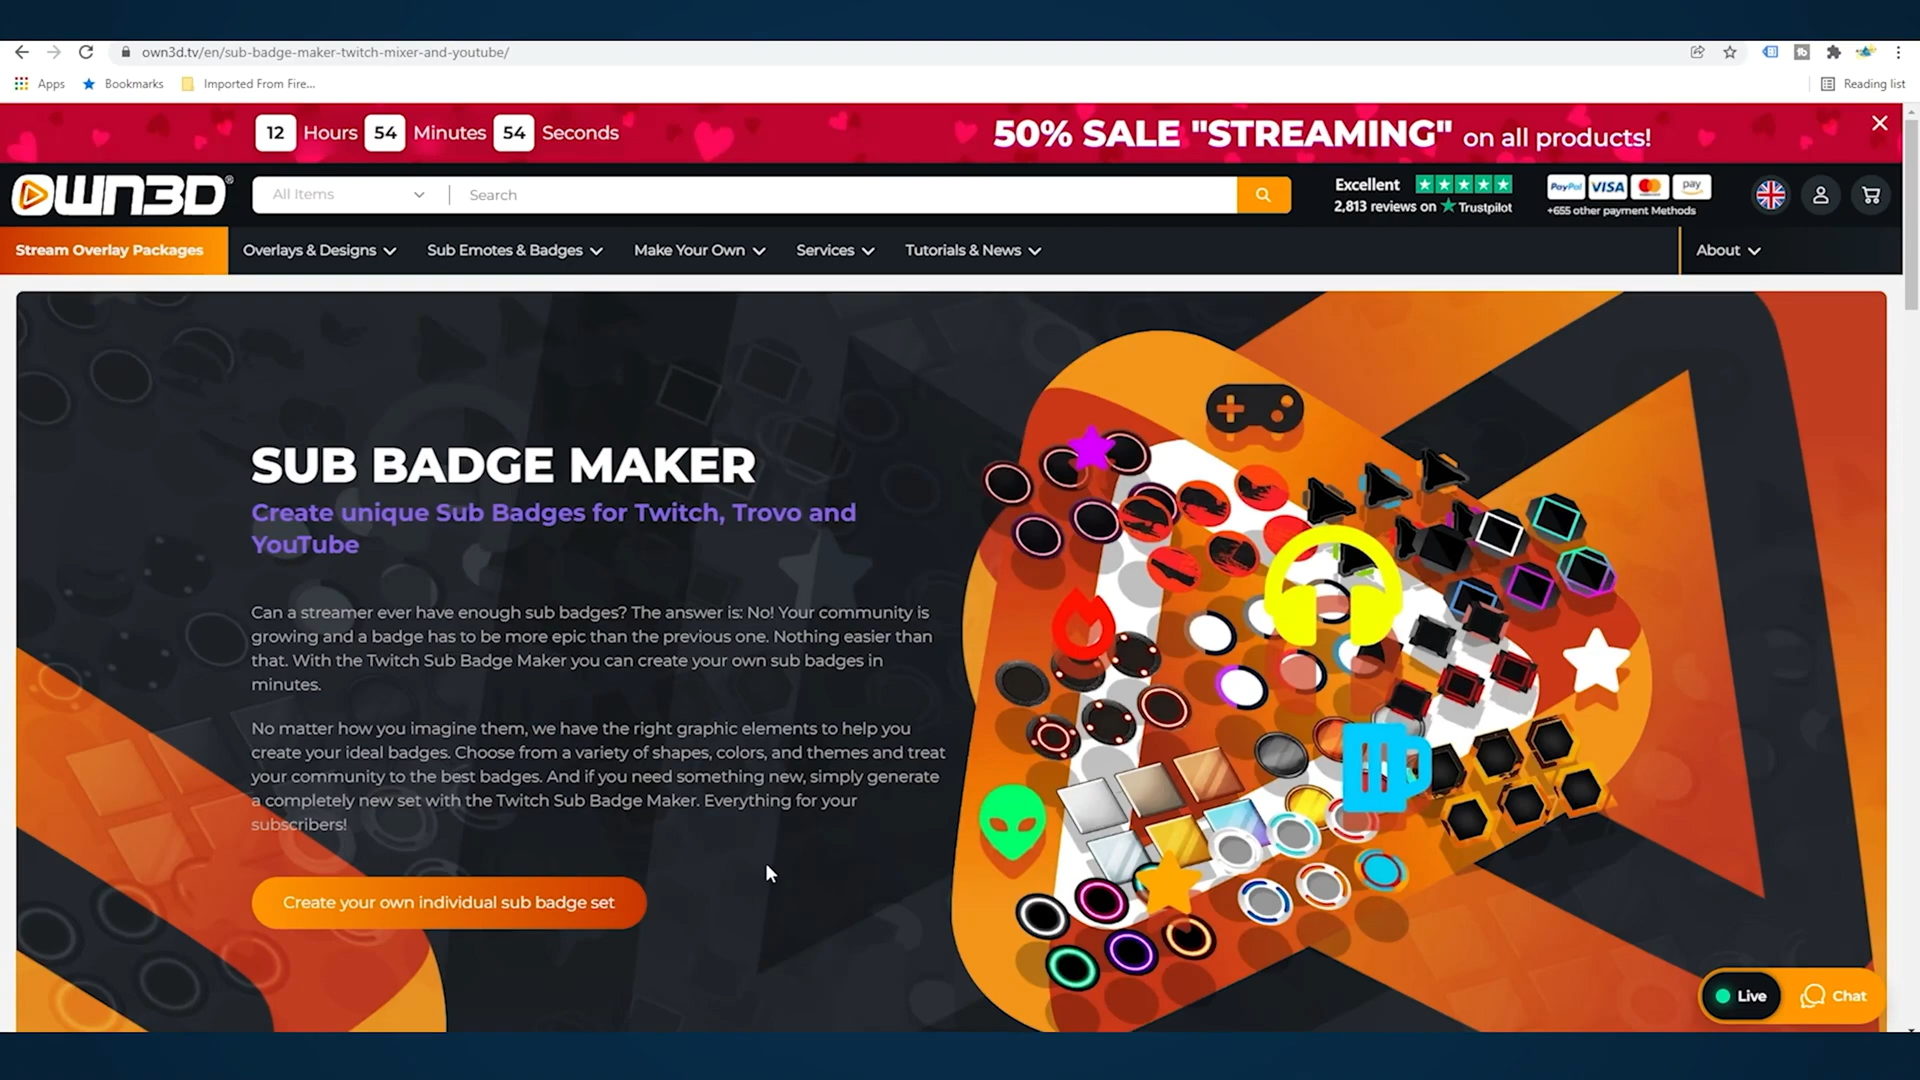 own3d.tv/en/sub-badge-maker-twitch-mixer-and-youtube/
Apps Bookmarks Imported From Fire... Reading list
12 Hours 54 Minutes 54 Seconds 50% SALE "STREAMING" on all products!
OWN3D® All Items Search
Excellent
2,813 reviews on Trustpilot
PayPal VISA pay
+655 other payment Methods
Stream Overlay Packages Overlays & Designs Sub Emotes & Badges Make Your Own Services Tutorials & News About
SUB BADGE MAKER
Create unique Sub Badges for Twitch, Trovo and
YouTube
Can a streamer ever have enough sub badges? The answer is: No! Your community is
growing and a badge has to be more epic than the previous one. Nothing easier than
that. With the Twitch Sub Badge Maker you can create your own sub badges in
minutes.
No matter how you imagine them, we have the right graphic elements to help you
create your ideal badges. Choose from a variety of shapes, colors, and themes and treat
your community to the best badges. And if you need something new, simply generate
a completely new set with the Twitch Sub Badge Maker. Everything for your
subscribers!
Create your own individual sub badge set
Live Chat